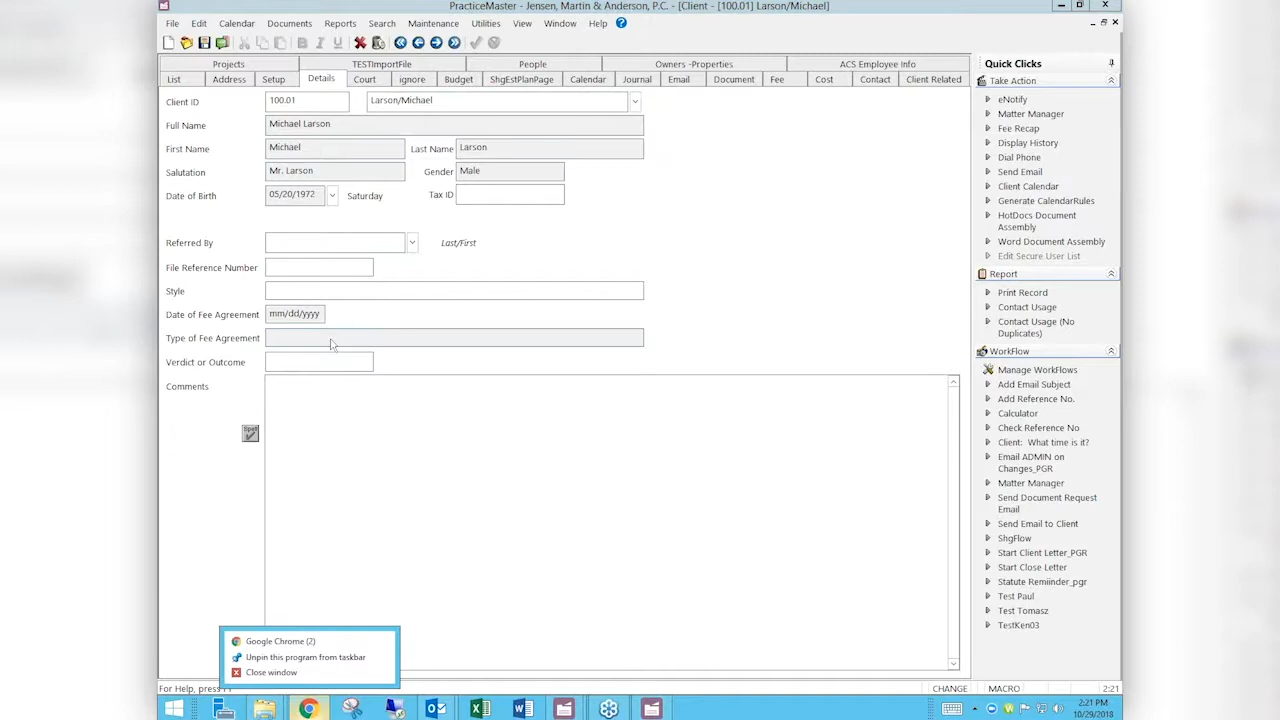 PracticeMaster - Jensen, Martin & Anderson, P.C. - [Client - [100.01] Larson/Michael]
File Edit Calendar Documents Reports Search Maintenance Utilities View Window Help
Projects TESTImportFile People Owners -Properties ACS Employee Info
List Address Setup Details Court ignore Budget ShgEstPlanPage Calendar Journal Email Document Fee Cost Contact Client Related
Client ID 100.01 Larson/Michael
Full Name Michael Larson
First Name Michael Last Name Larson
Salutation Mr. Larson Gender Male
Date of Birth 05/20/1972 Saturday Tax ID
Referred By Last/First
File Reference Number
Style
Date of Fee Agreement mm/dd/yyyy
Type of Fee Agreement
Verdict or Outcome
Comments
Spell
Quick Clicks
Take Action
eNotify
Matter Manager
Fee Recap
Display History
Dial Phone
Send Email
Client Calendar
Generate CalendarRules
HotDocs Document
Assembly
Word Document Assembly
Edit Secure User List
Report
Print Record
Contact Usage
Contact Usage (No
Duplicates)
WorkFlow
Manage WorkFlows
Add Email Subject
Add Reference No.
Calculator
Check Reference No
Client: What time is it?
Email ADMIN on
Changes_PGR
Matter Manager
Send Document Request
Email
Send Email to Client
ShgFlow
Start Client Letter_PGR
Start Close Letter
Statute Remiinder_pgr
Test Paul
Test Tomasz
TestKen03
Google Chrome (2)
Unpin this program from taskbar
Close window
For Help, press F1
CHANGE MACRO 2:21
2:21 PM
10/29/2018